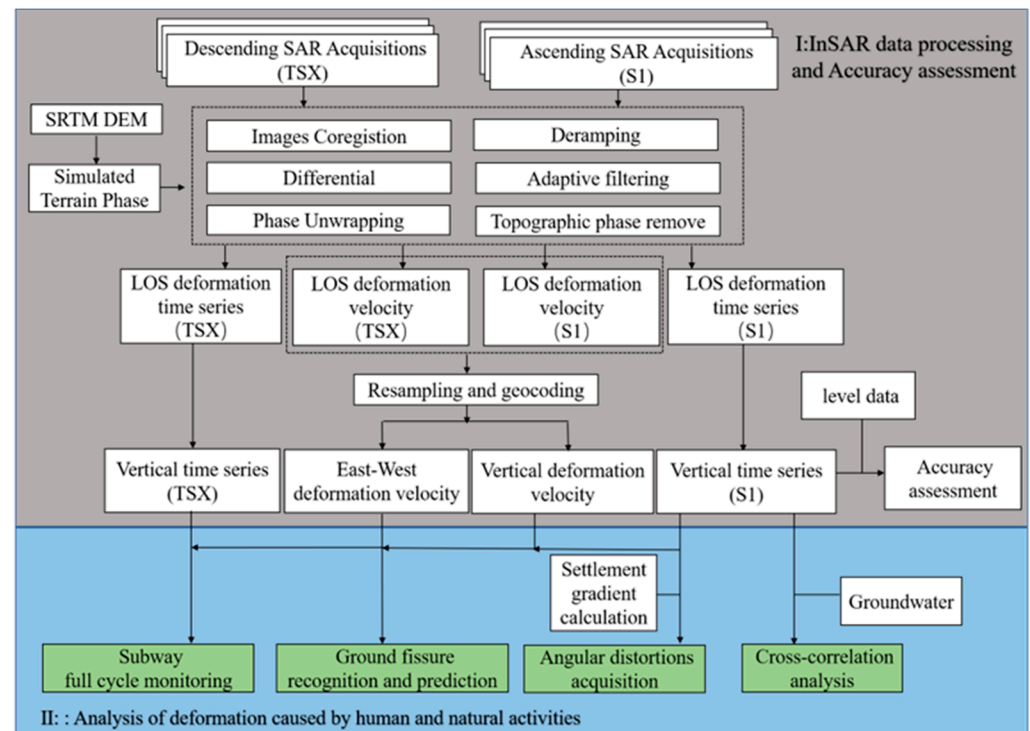 Descending SAR Acquisitions
(TSX)
Ascending SAR Acquisitions
(S1)
I:InSAR data processing
and Accuracy assessment
SRTM DEM
Simulated
Terrain Phase
Images Coregistion
Deramping
Differential
Adaptive filtering
Phase Unwrapping
Topographic phase remove
LOS deformation
time series
(TSX)
LOS deformation
velocity
(TSX)
LOS deformation
velocity
(S1)
LOS deformation
time series
(S1)
Resampling and geocoding
level data
Vertical time series
(TSX)
East-West
deformation velocity
Vertical deformation
velocity
Vertical time series
(S1)
Accuracy
assessment
Settlement
gradient
calculation
Groundwater
Subway
full cycle monitoring
Ground fissure
recognition and prediction
Angular distortions
acquisition
Cross-correlation
analysis
II: : Analysis of deformation caused by human and natural activities